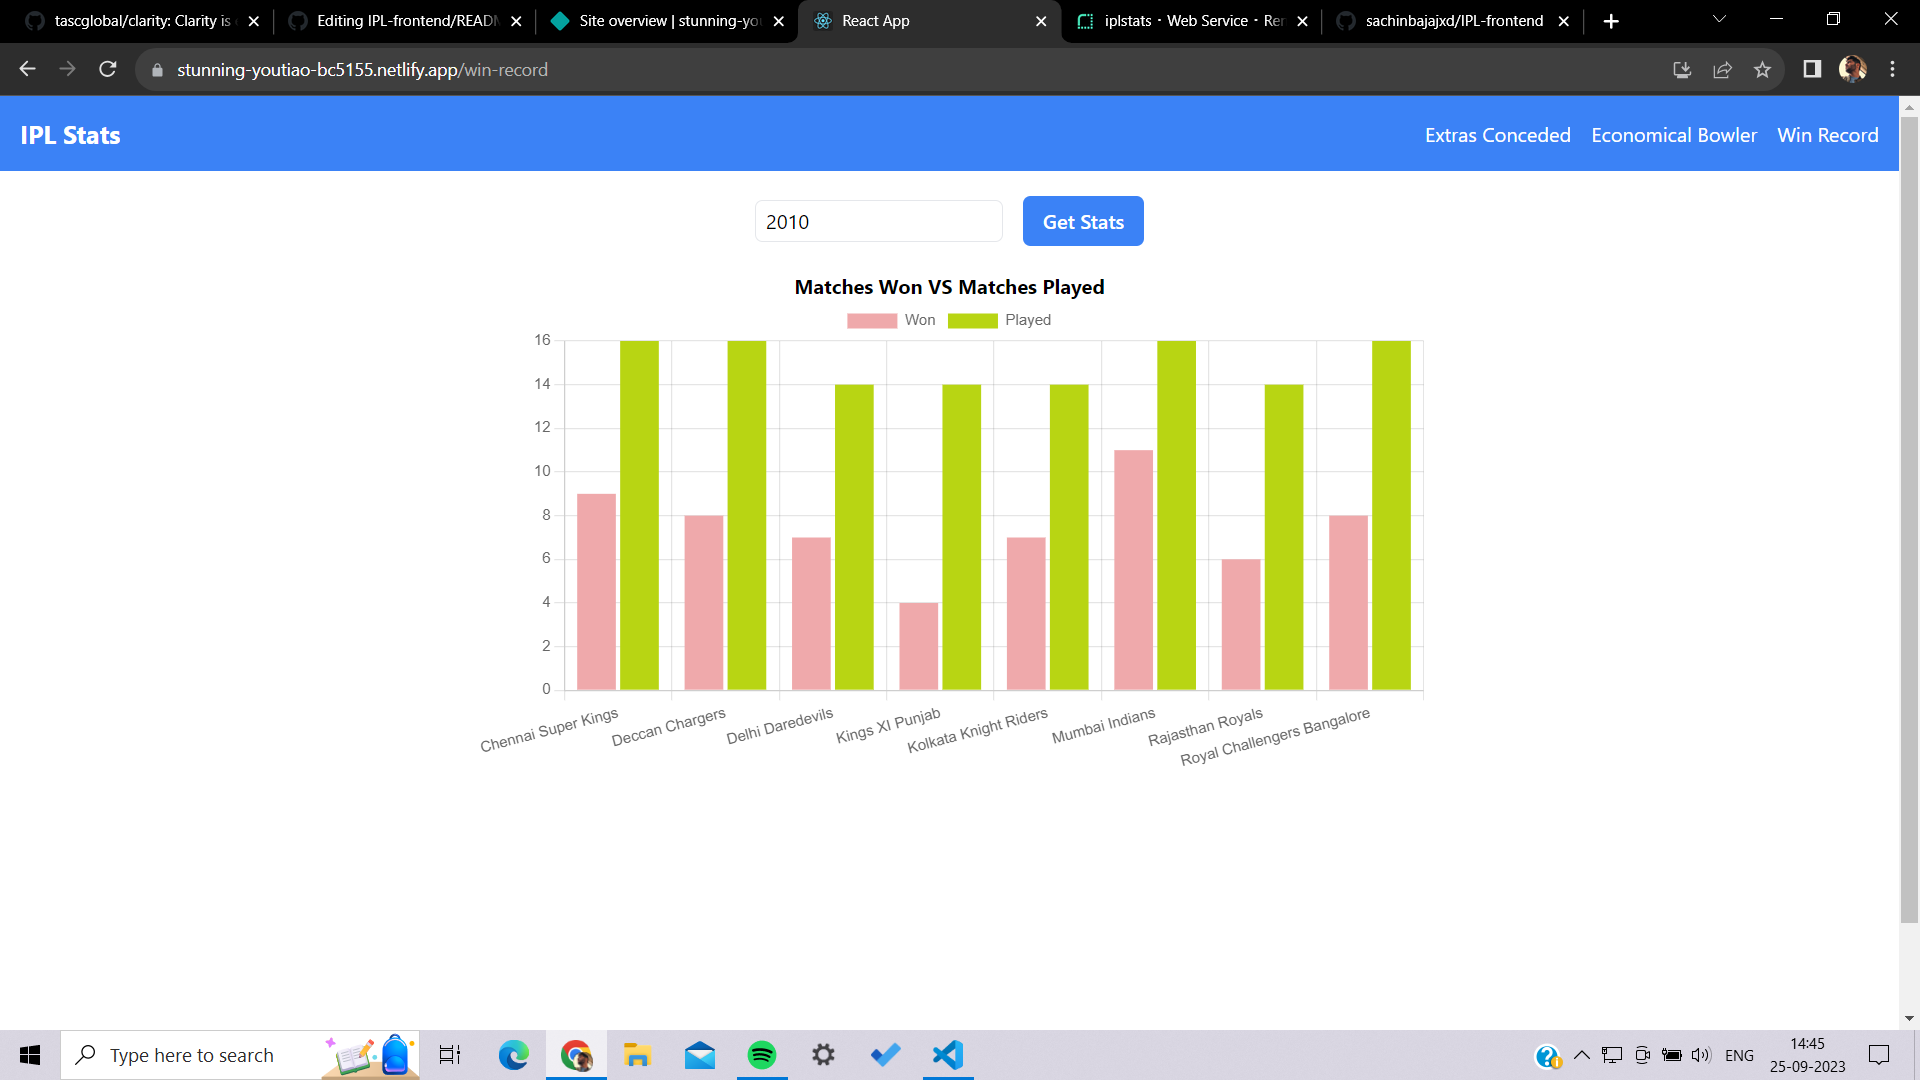 tascglobal/clarity: Clarity is
Editing IPL-frontend/READ
Site overview | stunning-you
React App
iplstats · Web Service · Ren
sachinbajajxd/IPL-frontend
stunning-youtiao-bc5155.netlify.app/win-record
IPL Stats
Extras Conceded
Economical Bowler
Win Record
2010
Get Stats
Matches Won VS Matches Played
Won
Played
16
14
12
10
8
6
4
2
0
Chennai Super Kings
Deccan Chargers
Delhi Daredevils
Kings XI Punjab
Kolkata Knight Riders
Mumbai Indians
Rajasthan Royals
Royal Challengers Bangalore
Type here to search
ENG
14:45
25-09-2023